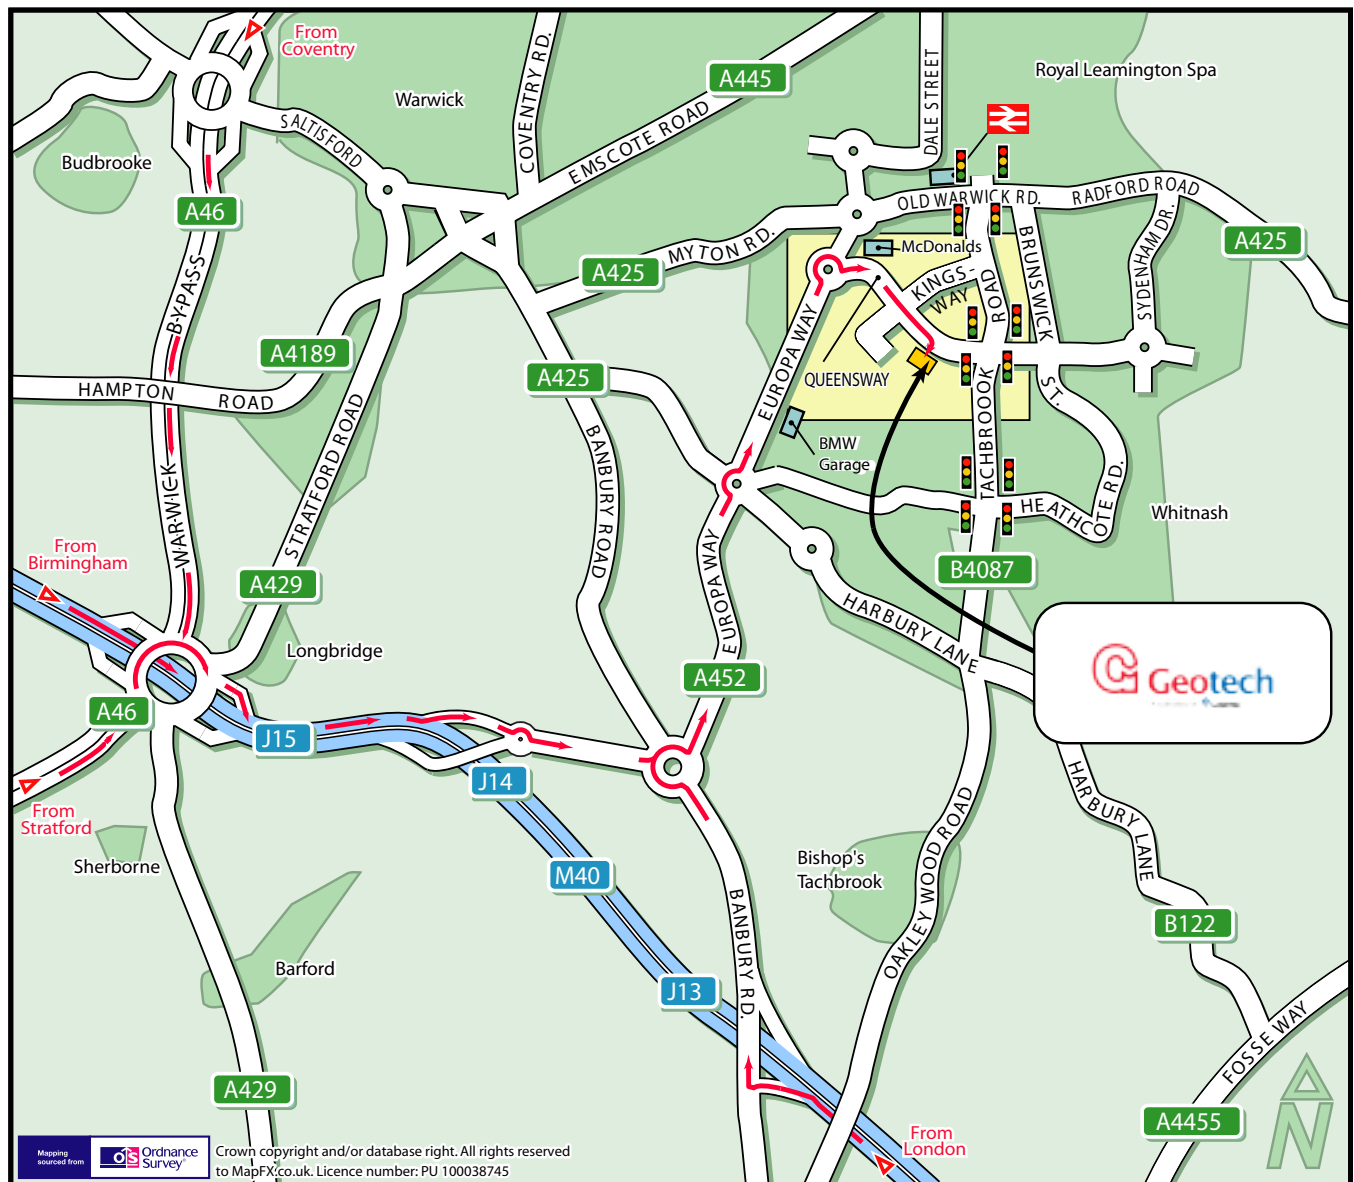 From
Coventry
Warwick
COVENTRY RD.
A445
EMSCOTE ROAD
DALE STREET
Royal Leamington Spa
SALTISFORD
Budbrooke
A46
OLD WARWICK RD.
RADFORD ROAD
A425
McDonalds
MYTON RD.
A425
KINGS-
WAY
ROAD
BRUNSWICK
ST.
SYDENHAM DR.
BYPASS
A4189
HAMPTON ROAD
A425
EUROPA WAY
QUEENSWAY
TACHBROOK
STRATFORD ROAD
BANBURY ROAD
BMW
Garage
HEATHCOTE RD.
Whitnash
WARWICK
From
Birmingham
A429
EUROPA WAY
B4087
HARBURY LANE
Longbridge
Geotech
A452
A46
J15
J14
From
Stratford
Sherborne
HARBURY LANE
OAKLEY WOOD ROAD
Bishop's
Tachbrook
M40
BANBURY RD.
B122
Barford
J13
FOSSE WAY
A429
A4455
From
London
N
Mapping
sourced from
OS
Ordnance
Survey®
Crown copyright and/or database right. All rights reserved
to MapFX.co.uk. Licence number: PU 100038745